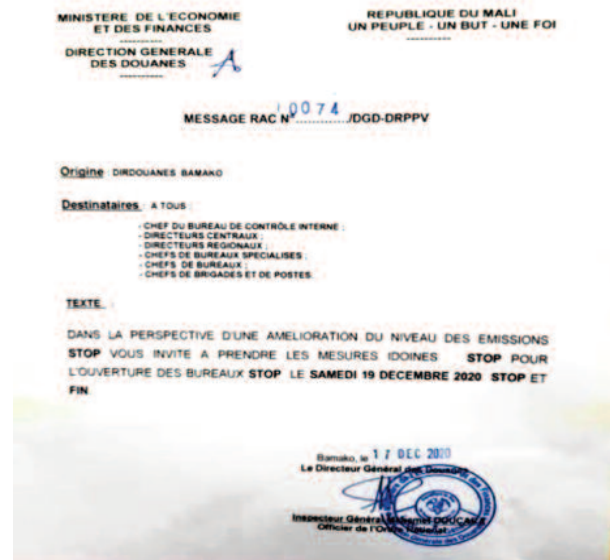 MINISTERE DE L'ECONOMIE
ET DES FINANCES
REPUBLIQUE DU MALI
UN PEUPLE - UN BUT - UNE FOI
DIRECTION GENERALE
DES DOUANES
MESSAGE RAC N° 0074 /DGD-DRPPV
Origine DIRDOUANES BAMAKO
Destinataires : A TOUS :
- CHEF DU BUREAU DE CONTRÔLE INTERNE ;
- DIRECTEURS CENTRAUX ;
- DIRECTEURS REGIONAUX ;
- CHEFS DE BUREAUX SPECIALISES ;
- CHEFS DE BUREAUX ;
- CHEFS DE BRIGADES ET DE POSTES.
TEXTE :
DANS LA PERSPECTIVE D'UNE AMELIORATION DU NIVEAU DES EMISSIONS
STOP VOUS INVITE A PRENDRE LES MESURES IDOINES STOP POUR
L'OUVERTURE DES BUREAUX STOP LE SAMEDI 19 DECEMBRE 2020 STOP ET
FIN
Bamako, le 17 DEC 2020
Le Directeur Général des Douanes
Inspecteur Général
Officier de l'Ordre National